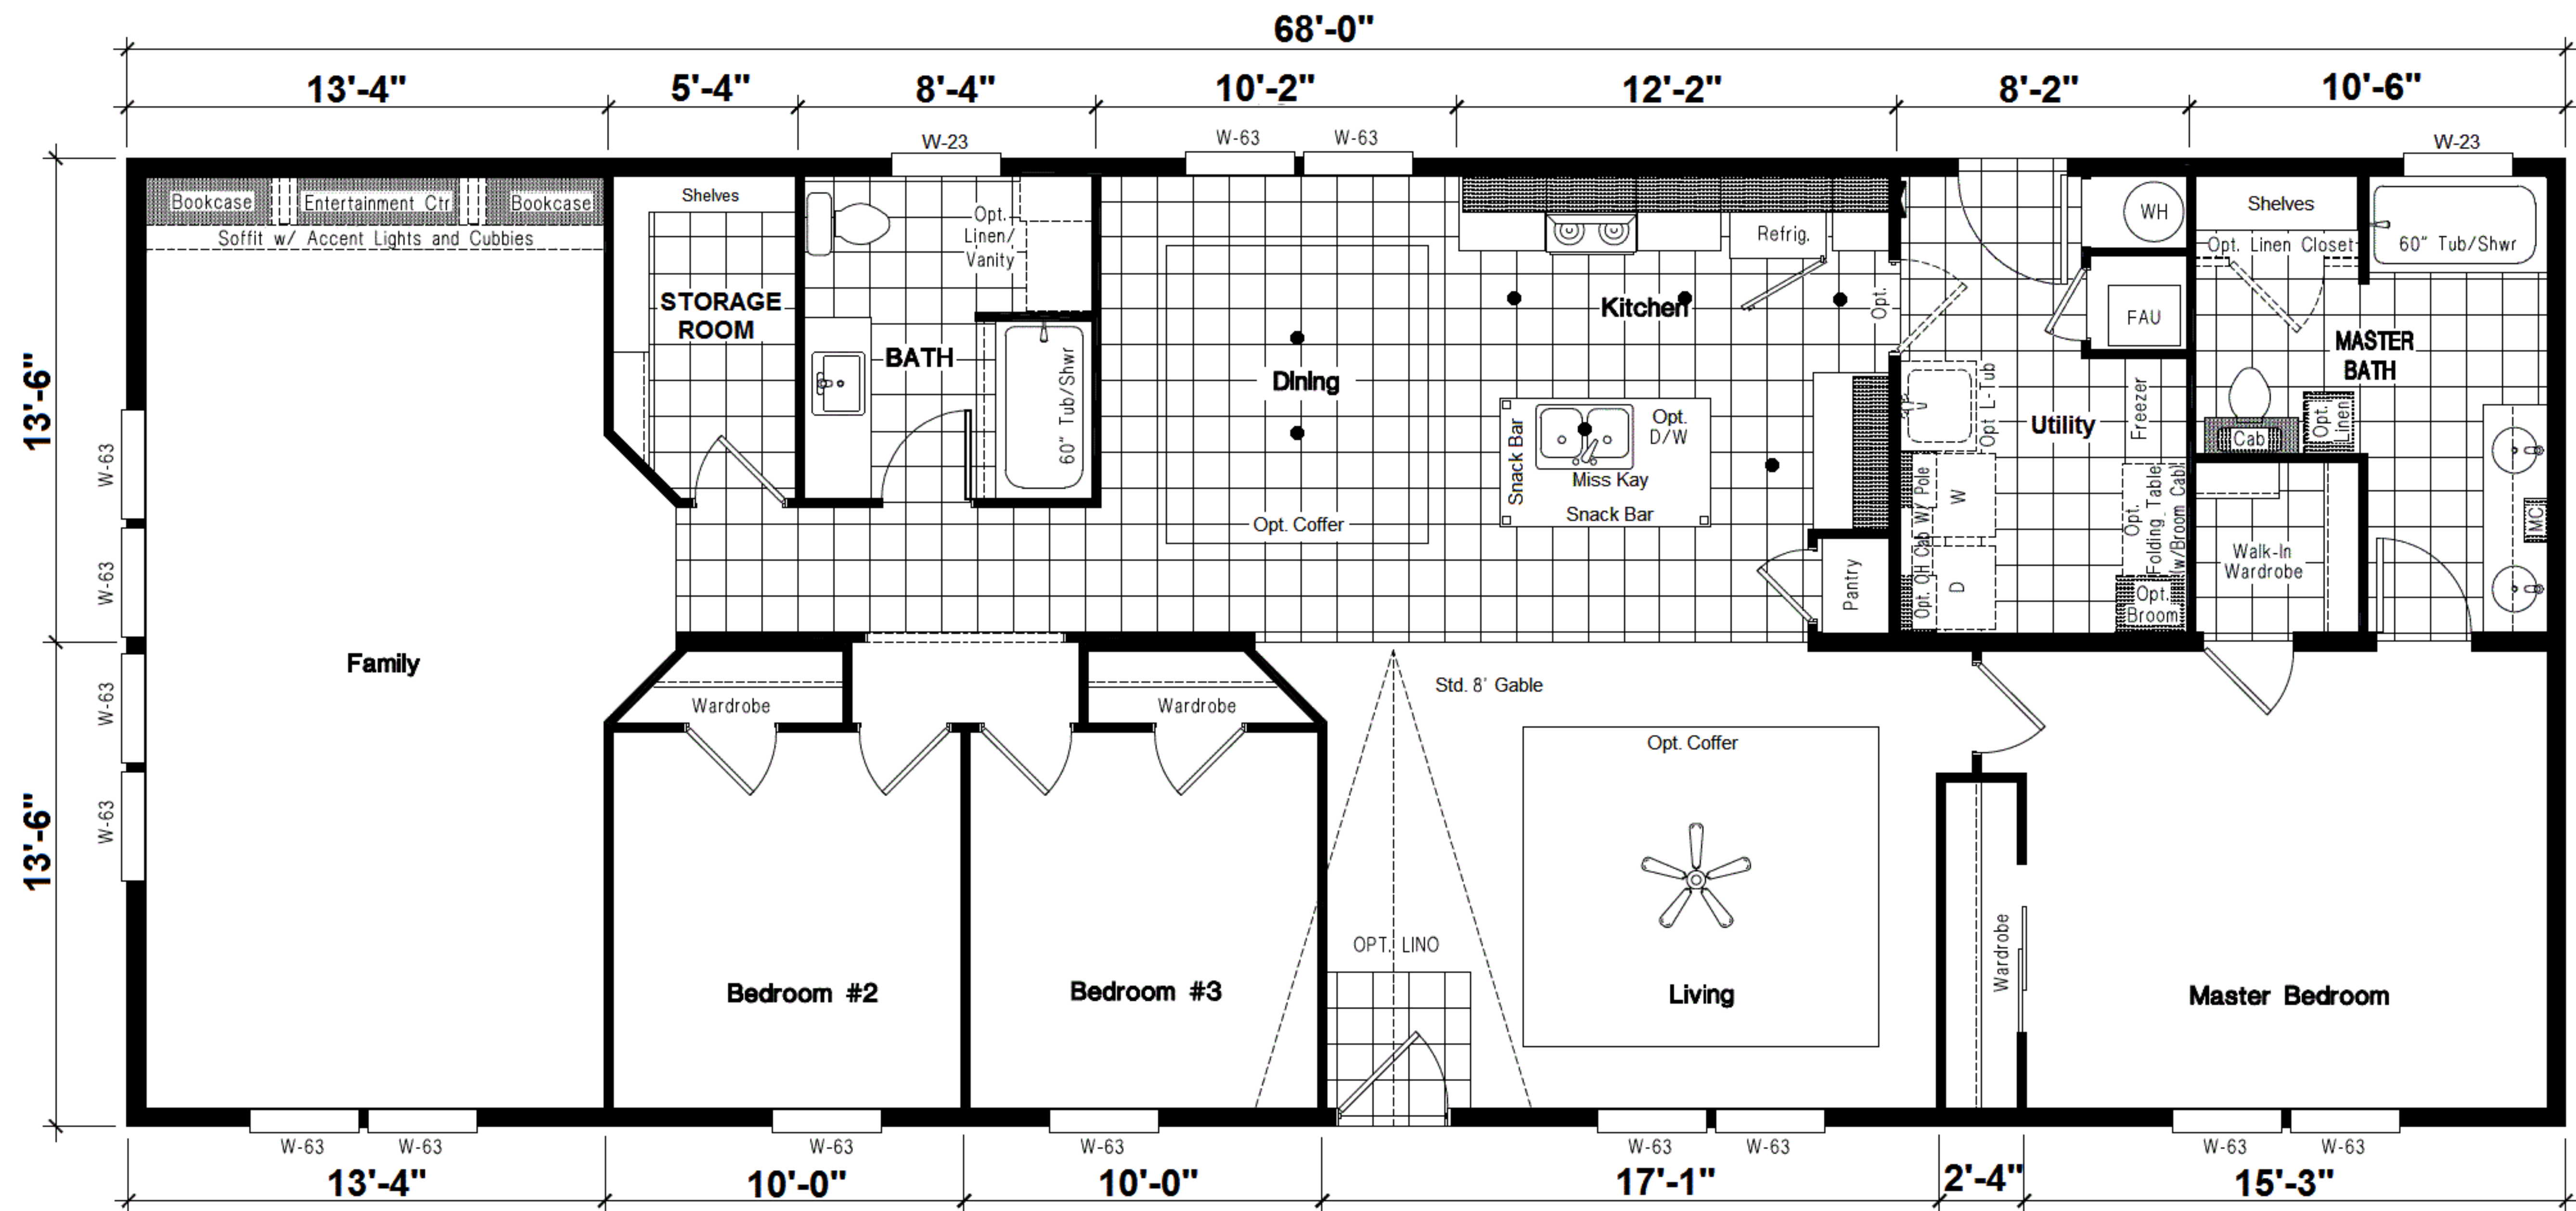 68'-0"
13'-4"
5'-4"
8'-4"
10'-2"
12'-2"
8'-2"
10'-6"
W-23
W-63
W-63
W-23
Bookcase
Entertainment Ctr
Bookcase
Soffit w/ Accent Lights and Cubbies
Shelves
STORAGE
ROOM
Opt.
Linen/
Vanity
BATH
60" Tub/Shwr
Dining
Opt. Coffer
Kitchen
Refrig.
Opt.
Snack Bar
Opt.
D/W
Miss Kay
Snack Bar
Pantry
WH
FAU
Opt L-Tub
Utility
Freezer
Opt. OH Cab W/ Pole
W
D
Opt.
Folding Table
(w/Broom Cab)
Opt.
Broom
Shelves
Opt. Linen Closet
60" Tub/Shwr
MASTER
BATH
Cab
Opt.
Linen
MC
Walk-In
Wardrobe
13'-6"
13'-6"
W-63
W-63
W-63
W-63
Family
Wardrobe
Wardrobe
Std. 8' Gable
Opt. Coffer
OPT. LINO
Bedroom #2
Bedroom #3
Living
Wardrobe
Master Bedroom
W-63
W-63
W-63
W-63
W-63
W-63
W-63
W-63
13'-4"
10'-0"
10'-0"
17'-1"
2'-4"
15'-3"